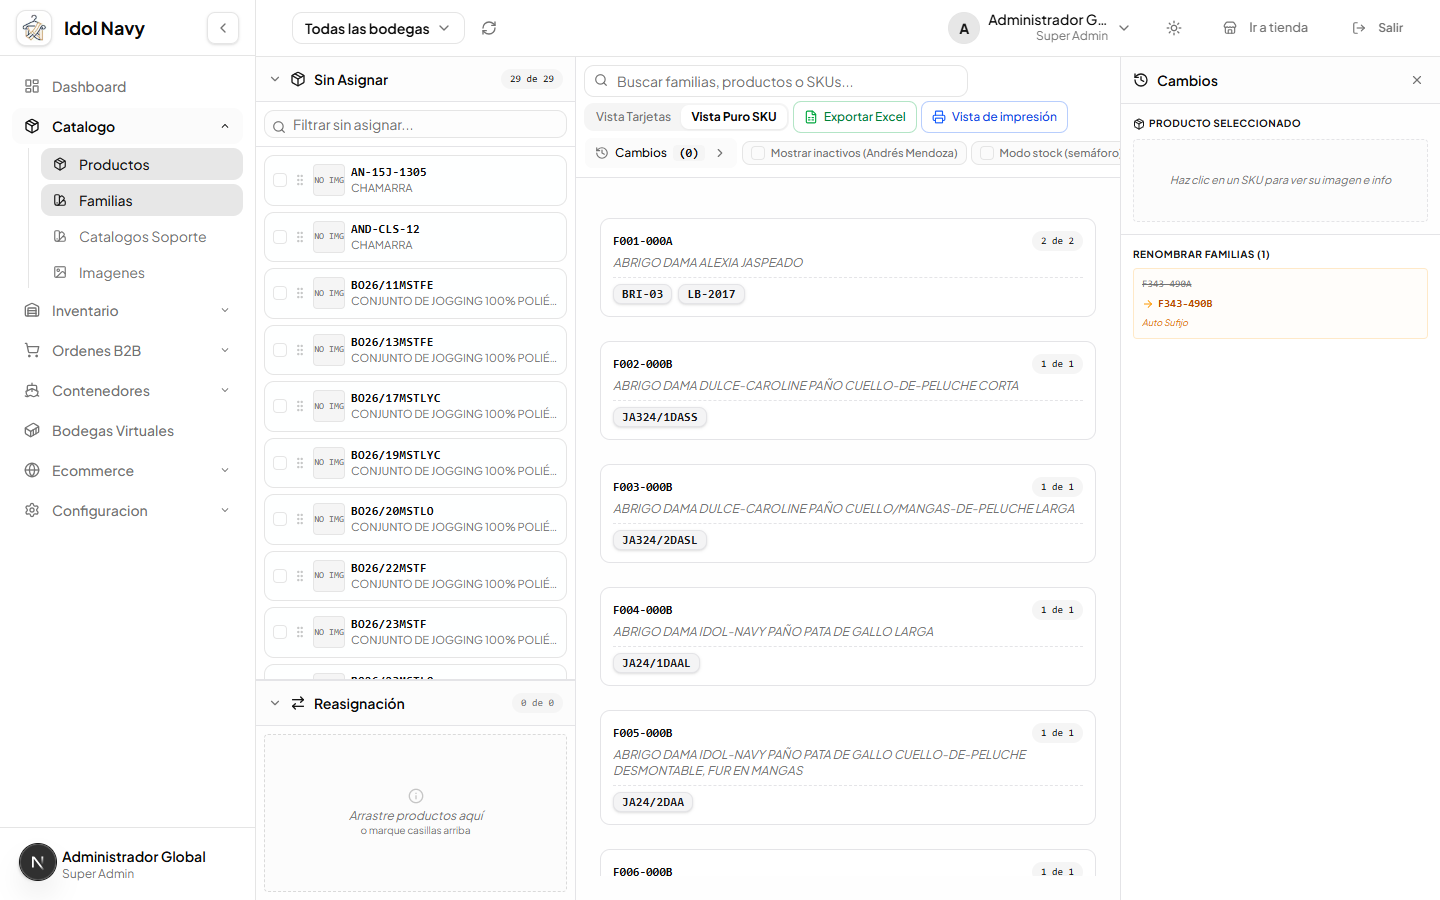 Idol Navy
Dashboard
Catalogo
Productos
Familias
Catalogos Soporte
Imagenes
Inventario
Ordenes B2B
Contenedores
Bodegas Virtuales
Ecommerce
Configuracion
N
Administrador Global
Super Admin
Todas las bodegas
A
Administrador G...
Super Admin
Ir a tienda
Salir
Sin Asignar
29 de 29
Filtrar sin asignar...
NO IMG
AN-15J-1305
CHAMARRA
NO IMG
AND-CLS-12
CHAMARRA
NO IMG
BO26/11MSTFE
CONJUNTO DE JOGGING 100% POLIÉ...
NO IMG
BO26/13MSTFE
CONJUNTO DE JOGGING 100% POLIÉ...
NO IMG
BO26/17MSTLYC
CONJUNTO DE JOGGING 100% POLIÉ...
NO IMG
BO26/19MSTLYC
CONJUNTO DE JOGGING 100% POLIÉ...
NO IMG
BO26/20MSTLO
CONJUNTO DE JOGGING 100% POLIÉ...
NO IMG
BO26/22MSTF
CONJUNTO DE JOGGING 100% POLIÉ...
NO IMG
BO26/23MSTF
CONJUNTO DE JOGGING 100% POLIÉ...
Reasignación
0 de 0
Arrastre productos aquí
o marque casillas arriba
Buscar familias, productos o SKUs...
Vista Tarjetas
Vista Puro SKU
Exportar Excel
Vista de impresión
Cambios (0)
Mostrar inactivos (Andrés Mendoza)
Modo stock (semáforo
F001-000A
2 de 2
ABRIGO DAMA ALEXIA JASPEADO
BRI-03
LB-2017
F002-000B
1 de 1
ABRIGO DAMA DULCE-CAROLINE PAÑO CUELLO-DE-PELUCHE CORTA
JA324/1DASS
F003-000B
1 de 1
ABRIGO DAMA DULCE-CAROLINE PAÑO CUELLO/MANGAS-DE-PELUCHE LARGA
JA324/2DASL
F004-000B
1 de 1
ABRIGO DAMA IDOL-NAVY PAÑO PATA DE GALLO LARGA
JA24/1DAAL
F005-000B
1 de 1
ABRIGO DAMA IDOL-NAVY PAÑO PATA DE GALLO CUELLO-DE-PELUCHE
DESMONTABLE, FUR EN MANGAS
JA24/2DAA
F006-000B
1 de 1
Cambios
PRODUCTO SELECCIONADO
Haz clic en un SKU para ver su imagen e info
RENOMBRAR FAMILIAS (1)
F343-490A
→ F343-490B
Auto Sufijo